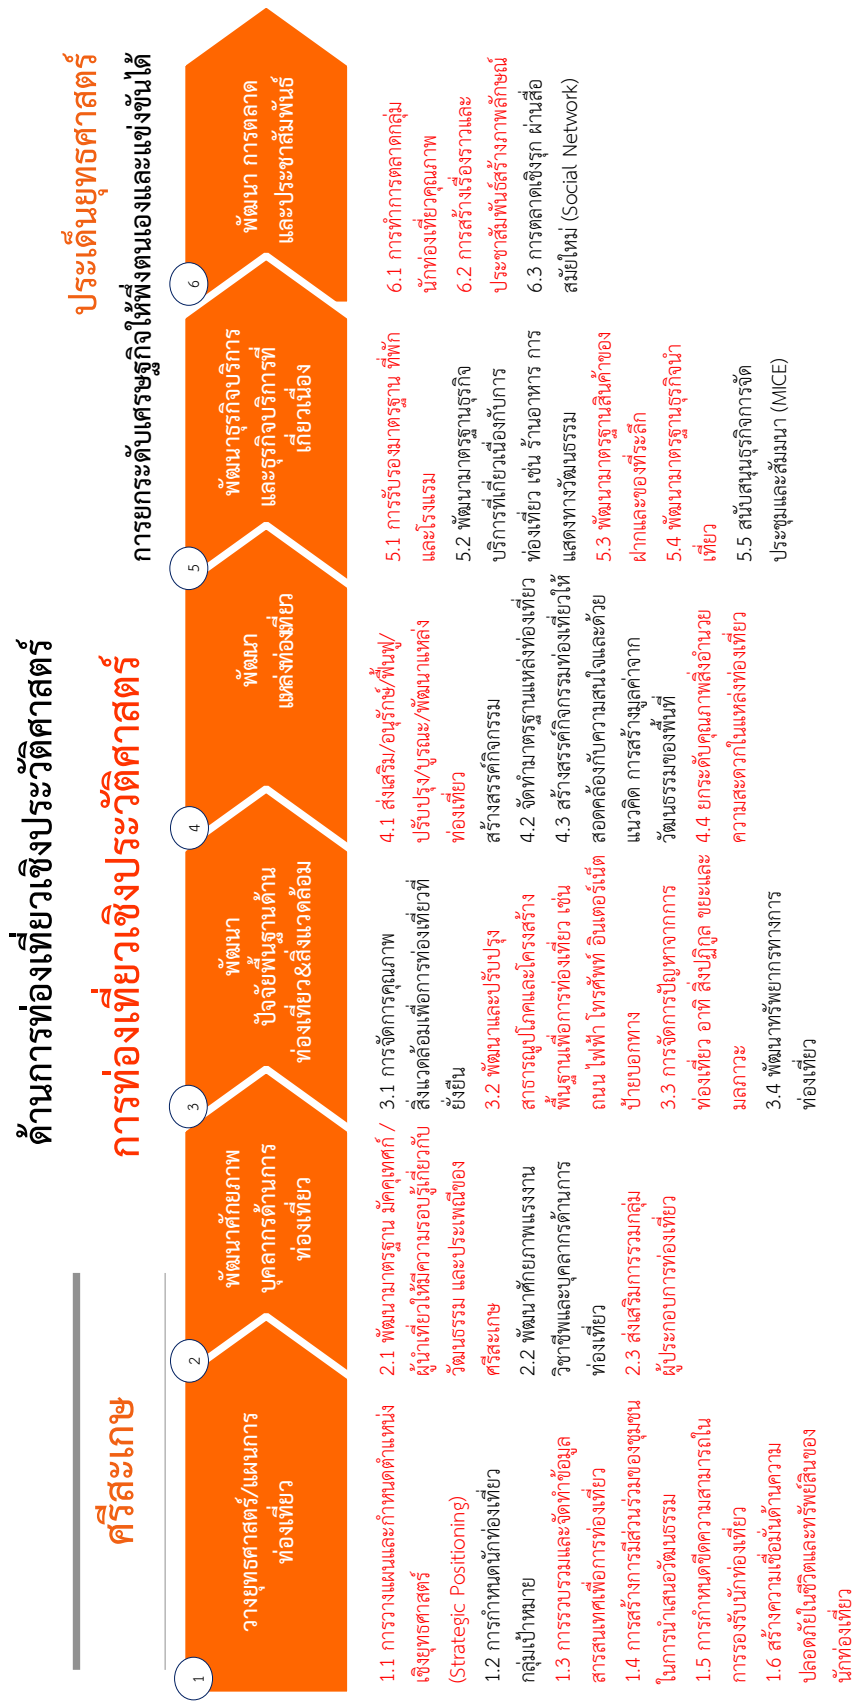 ด้านการท่องเที่ยวเชิงประวัติศาสตร์
ศรีสะเกษ
การท่องเที่ยวเชิงประวัติศาสตร์
ประเด็นยุทธศาสตร์
การยกระดับเศรษฐกิจให้พึ่งตนเองและแข่งขันได้
1
วางยุทธศาสตร์/แผนการ
ท่องเที่ยว
2
พัฒนาศักยภาพ
บุคลากรด้านการ
ท่องเที่ยว
3
พัฒนา
ปัจจัยพื้นฐานด้าน
ท่องเที่ยว&สิ่งแวดล้อม
4
พัฒนา
แหล่งท่องเที่ยว
5
พัฒนาธุรกิจบริการ
และธุรกิจบริการที่
เกี่ยวเนื่อง
6
พัฒนา การตลาด
และประชาสัมพันธ์
1.1 การวางแผนและกำหนดตำแหน่ง
เชิงยุทธศาสตร์
(Strategic Positioning)
1.2 การกำหนดนักท่องเที่ยว
กลุ่มเป้าหมาย
1.3 การรวบรวมและจัดทำข้อมูล
สารสนเทศเพื่อการท่องเที่ยว
1.4 การสร้างการมีส่วนร่วมของชุมชน
ในการนำเสนอวัฒนธรรม
1.5 การกำหนดขีดความสามารถใน
การรองรับนักท่องเที่ยว
1.6 สร้างความเชื่อมั่นด้านความ
ปลอดภัยในชีวิตและทรัพย์สินของ
นักท่องเที่ยว
2.1 พัฒนามาตรฐาน มัคคุเทศก์ /
ผู้นำเที่ยวให้มีความรอบรู้เกี่ยวกับ
วัฒนธรรม และประเพณีของ
ศรีสะเกษ
2.2 พัฒนาศักยภาพแรงงาน
วิชาชีพและบุคลากรด้านการ
ท่องเที่ยว
2.3 ส่งเสริมการรวมกลุ่ม
ผู้ประกอบการท่องเที่ยว
3.1 การจัดการคุณภาพ
สิ่งแวดล้อมเพื่อการท่องเที่ยวที่
ยั่งยืน
3.2 พัฒนาและปรับปรุง
สาธารณูปโภคและโครงสร้าง
พื้นฐานเพื่อการท่องเที่ยว เช่น
ถนน ไฟฟ้า โทรศัพท์ อินเตอร์เน็ต
ป้ายบอกทาง
3.3 การจัดการปัญหาจากการ
ท่องเที่ยว อาทิ สิ่งปฏิกูล ขยะและ
มลภาวะ
3.4 พัฒนาทรัพยากรทางการ
ท่องเที่ยว
4.1 ส่งเสริม/อนุรักษ์/ฟื้นฟู/
ปรับปรุง/บูรณะ/พัฒนาแหล่ง
ท่องเที่ยว
สร้างสรรค์กิจกรรม
4.2 จัดทำมาตรฐานแหล่งท่องเที่ยว
4.3 สร้างสรรค์กิจกรรมท่องเที่ยวให้
สอดคล้องกับความสนใจและด้วย
แนวคิด การสร้างมูลค่าจาก
วัฒนธรรมของพื้นที่
4.4 ยกระดับคุณภาพสิ่งอำนวย
ความสะดวกในแหล่งท่องเที่ยว
5.1 การรับรองมาตรฐาน ที่พัก
และโรงแรม
5.2 พัฒนามาตรฐานธุรกิจ
บริการที่เกี่ยวเนื่องกับการ
ท่องเที่ยว เช่น ร้านอาหาร การ
แสดงทางวัฒนธรรม
5.3 พัฒนามาตรฐานสินค้าของ
ฝากและของที่ระลึก
5.4 พัฒนามาตรฐานธุรกิจนำ
เที่ยว
5.5 สนับสนุนธุรกิจการจัด
ประชุมและสัมมนา (MICE)
6.1 การทำการตลาดกลุ่ม
นักท่องเที่ยวคุณภาพ
6.2 การสร้างเรื่องราวและ
ประชาสัมพันธ์สร้างภาพลักษณ์
6.3 การตลาดเชิงรุก ผ่านสื่อ
สมัยใหม่ (Social Network)